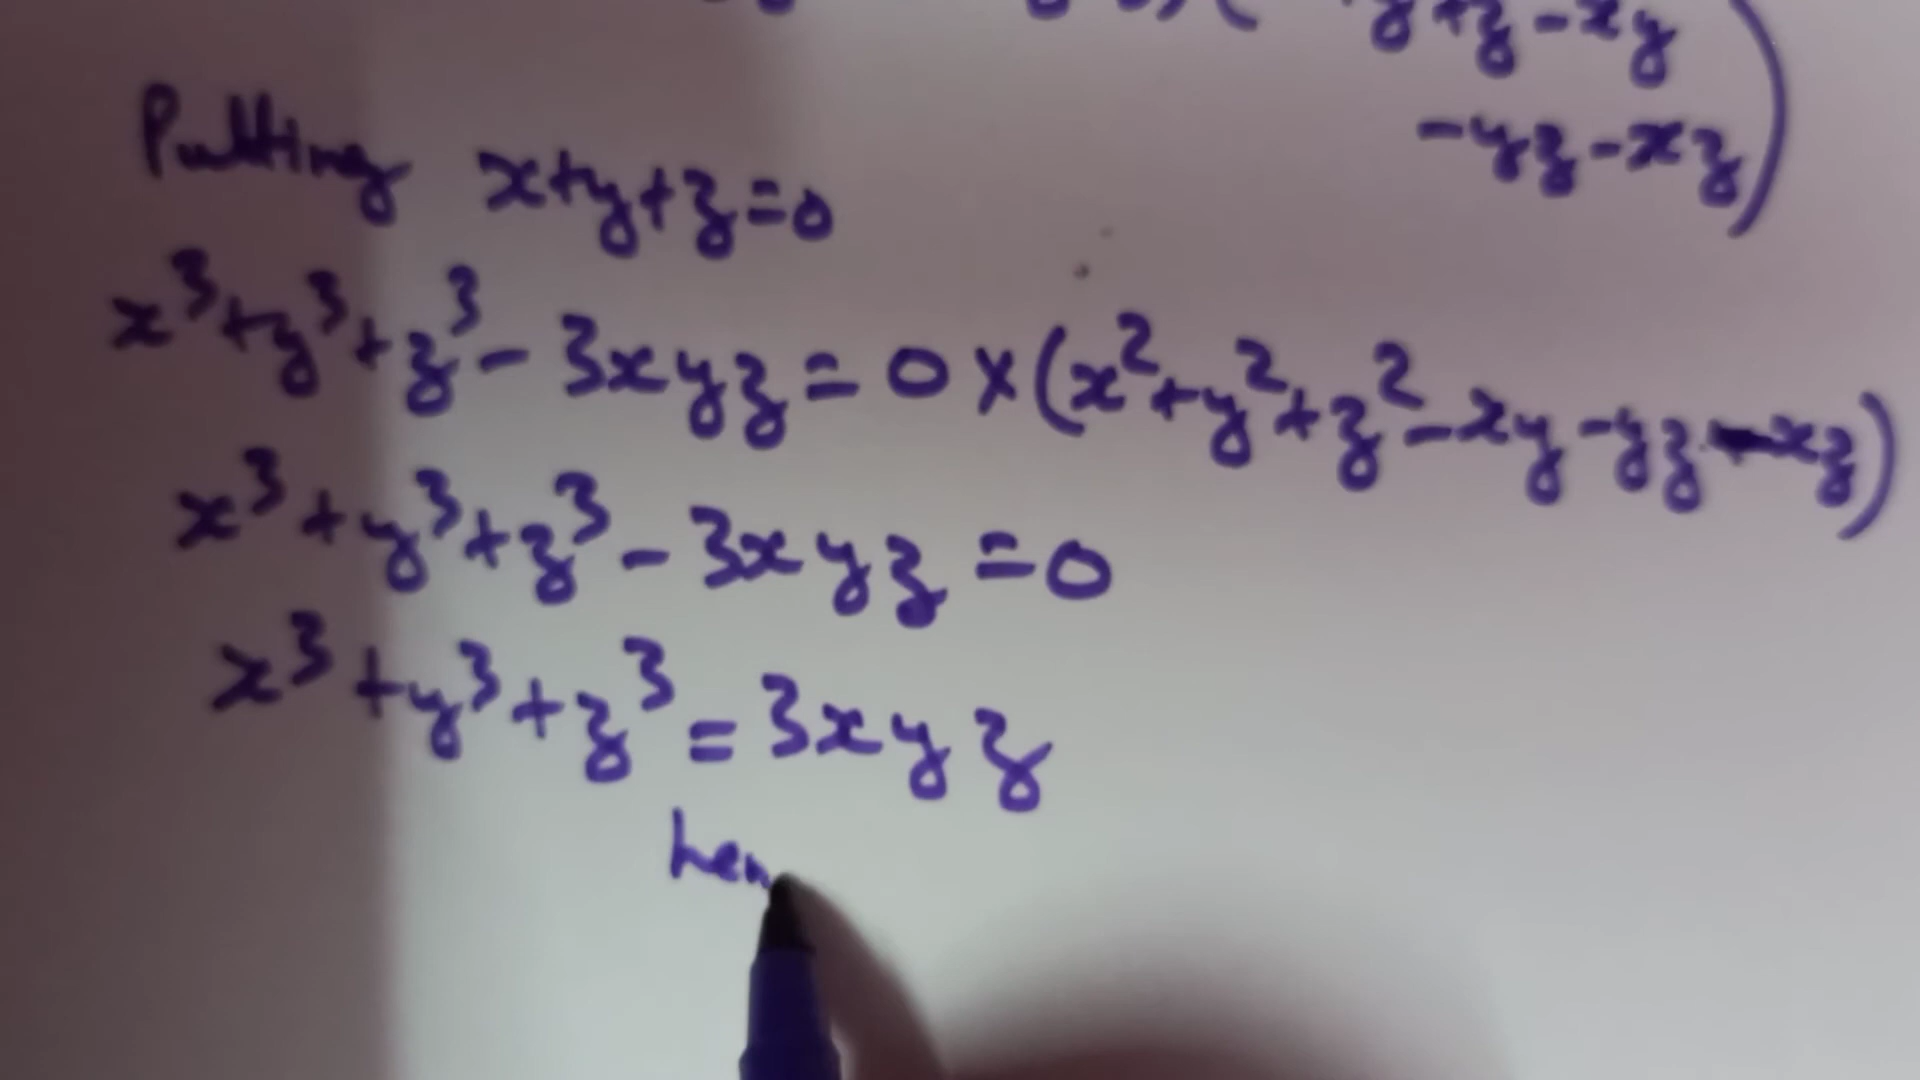 y+z-xy
-yz-xz)
Putting x+y+z=0
x³+y³+z³-3xyz=0×(x²+y²+z²-xy-yz-xz)
x³+y³+z³-3xyz=0
x³+y³+z³=3xyz
hen